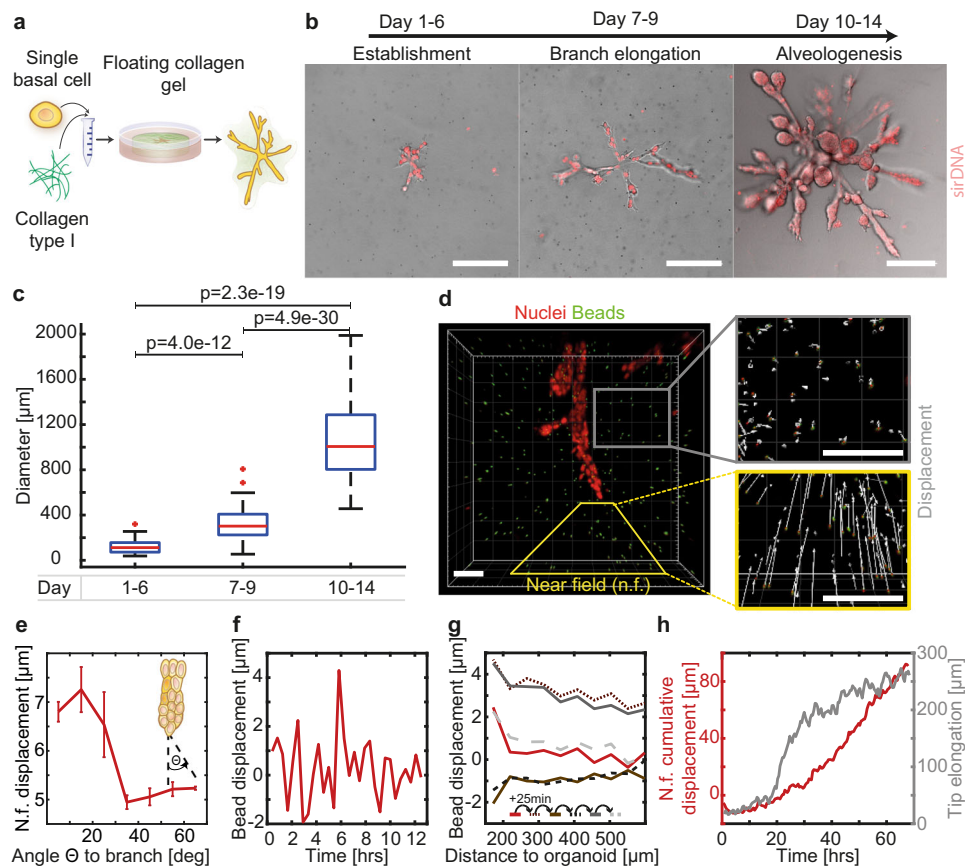 a
Single
basal cell
Floating collagen
gel
Collagen
type I
b
Day 1-6
Day 7-9
Day 10-14
Establishment
Branch elongation
Alveologenesis
sirDNA
c
p=2.3e-19
p=4.9e-30
p=4.0e-12
Diameter [µm]
2000
1600
1200
800
400
0
Day
1-6
7-9
10-14
d
Nuclei Beads
Near field (n.f.)
Displacement
e
N.f. displacement [µm]
7
6
5
0
20
40
60
Θ
Angle Θ to branch [deg]
f
Bead displacement [µm]
4
2
0
-2
0
2
4
6
8
10
12
Time [hrs]
g
Bead displacement [µm]
4
2
0
-2
+25min
200
300
400
500
Distance to organoid [µm]
h
N.f. cumulative
displacement [µm]
80
40
0
0
20
40
60
Time [hrs]
300
200
100
0
Tip elongation [µm]